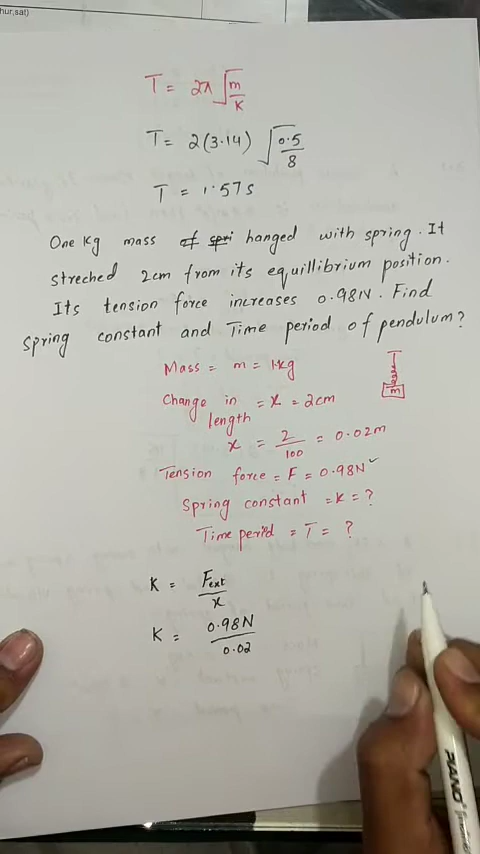 hur,sat)
T = 2π √m/K
T = 2(3.14) √0.5/8
T = 1.57s
One Kg mass of spri hanged with spring. It
streched 2cm from its equillibrium position.
Its tension force increases 0.98N. Find
spring constant and Time period of pendulum?
Mass = m = 1kg
Change in length = x = 2cm
m
x = 2/100 = 0.02m
Tension force = F = 0.98N
Spring constant = K = ?
Time period = T = ?
K = Fext/x
K = 0.98N/0.02
PIANO